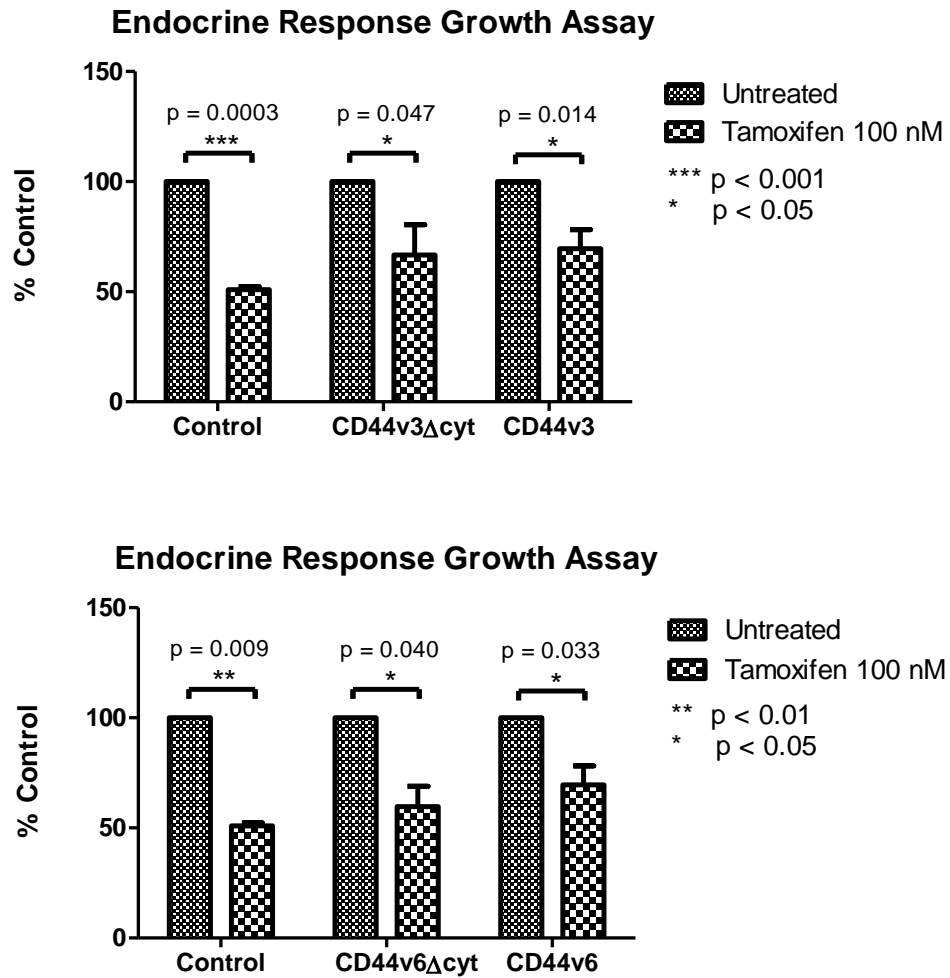 Endocrine Response Growth Assay
150
100
50
0
% Control
p = 0.0003
***
p = 0.047
*
p = 0.014
*
Control
CD44v3Δcyt
CD44v3
Untreated
Tamoxifen 100 nM
*** p < 0.001
* p < 0.05
Endocrine Response Growth Assay
150
100
50
0
% Control
p = 0.009
**
p = 0.040
*
p = 0.033
*
Control
CD44v6Δcyt
CD44v6
Untreated
Tamoxifen 100 nM
** p < 0.01
* p < 0.05